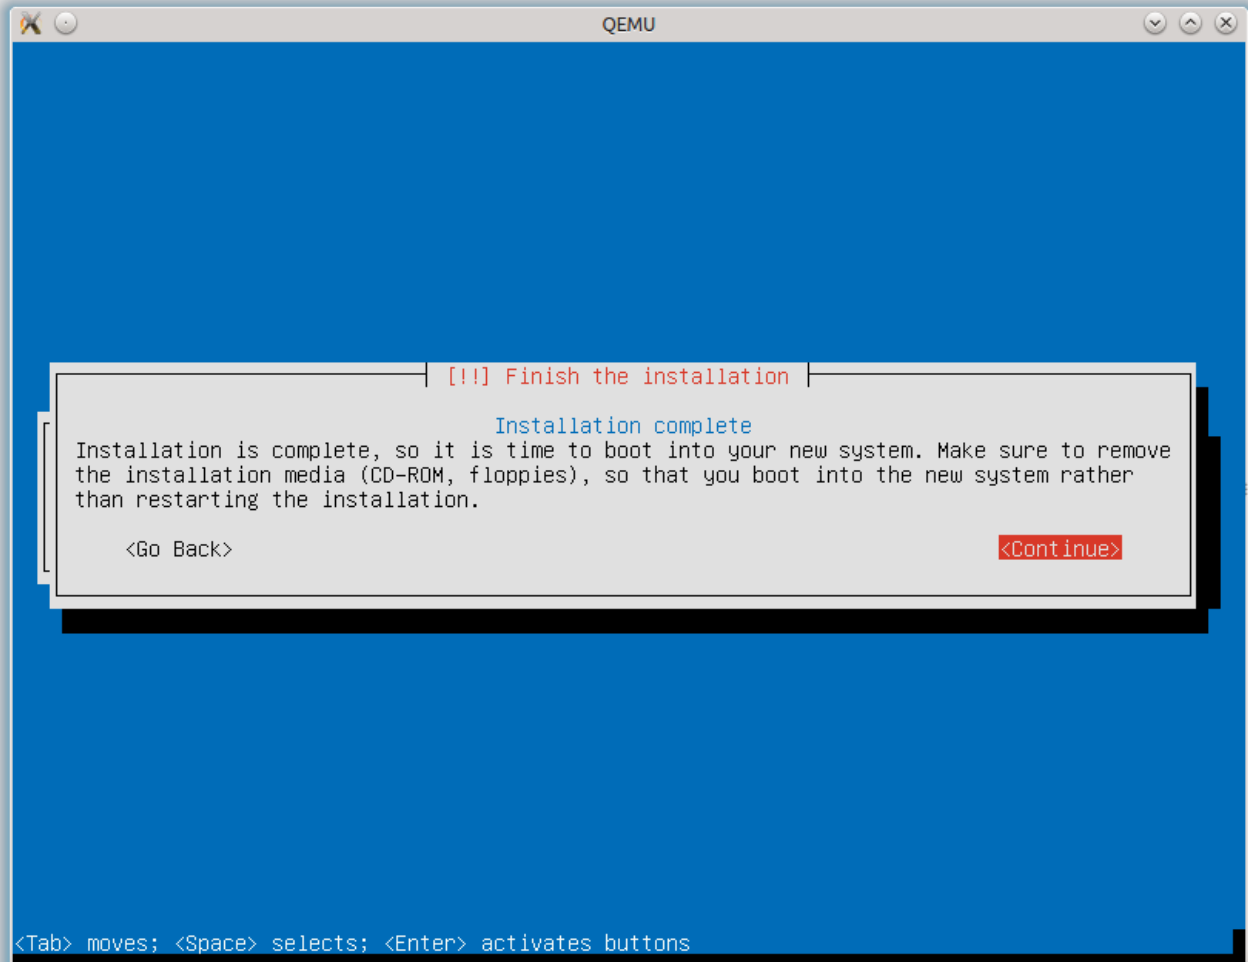 QEMU
[!!] Finish the installation
Installation complete
Installation is complete, so it is time to boot into your new system. Make sure to remove
the installation media (CD-ROM, floppies), so that you boot into the new system rather
than restarting the installation.
<Go Back> <Continue>
<Tab> moves; <Space> selects; <Enter> activates buttons